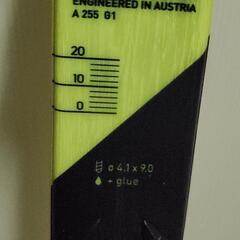 ENGINEERED IN AUSTRIA
A 255 G1
20
10
0
ø 4.1 x 9.0
+ glue